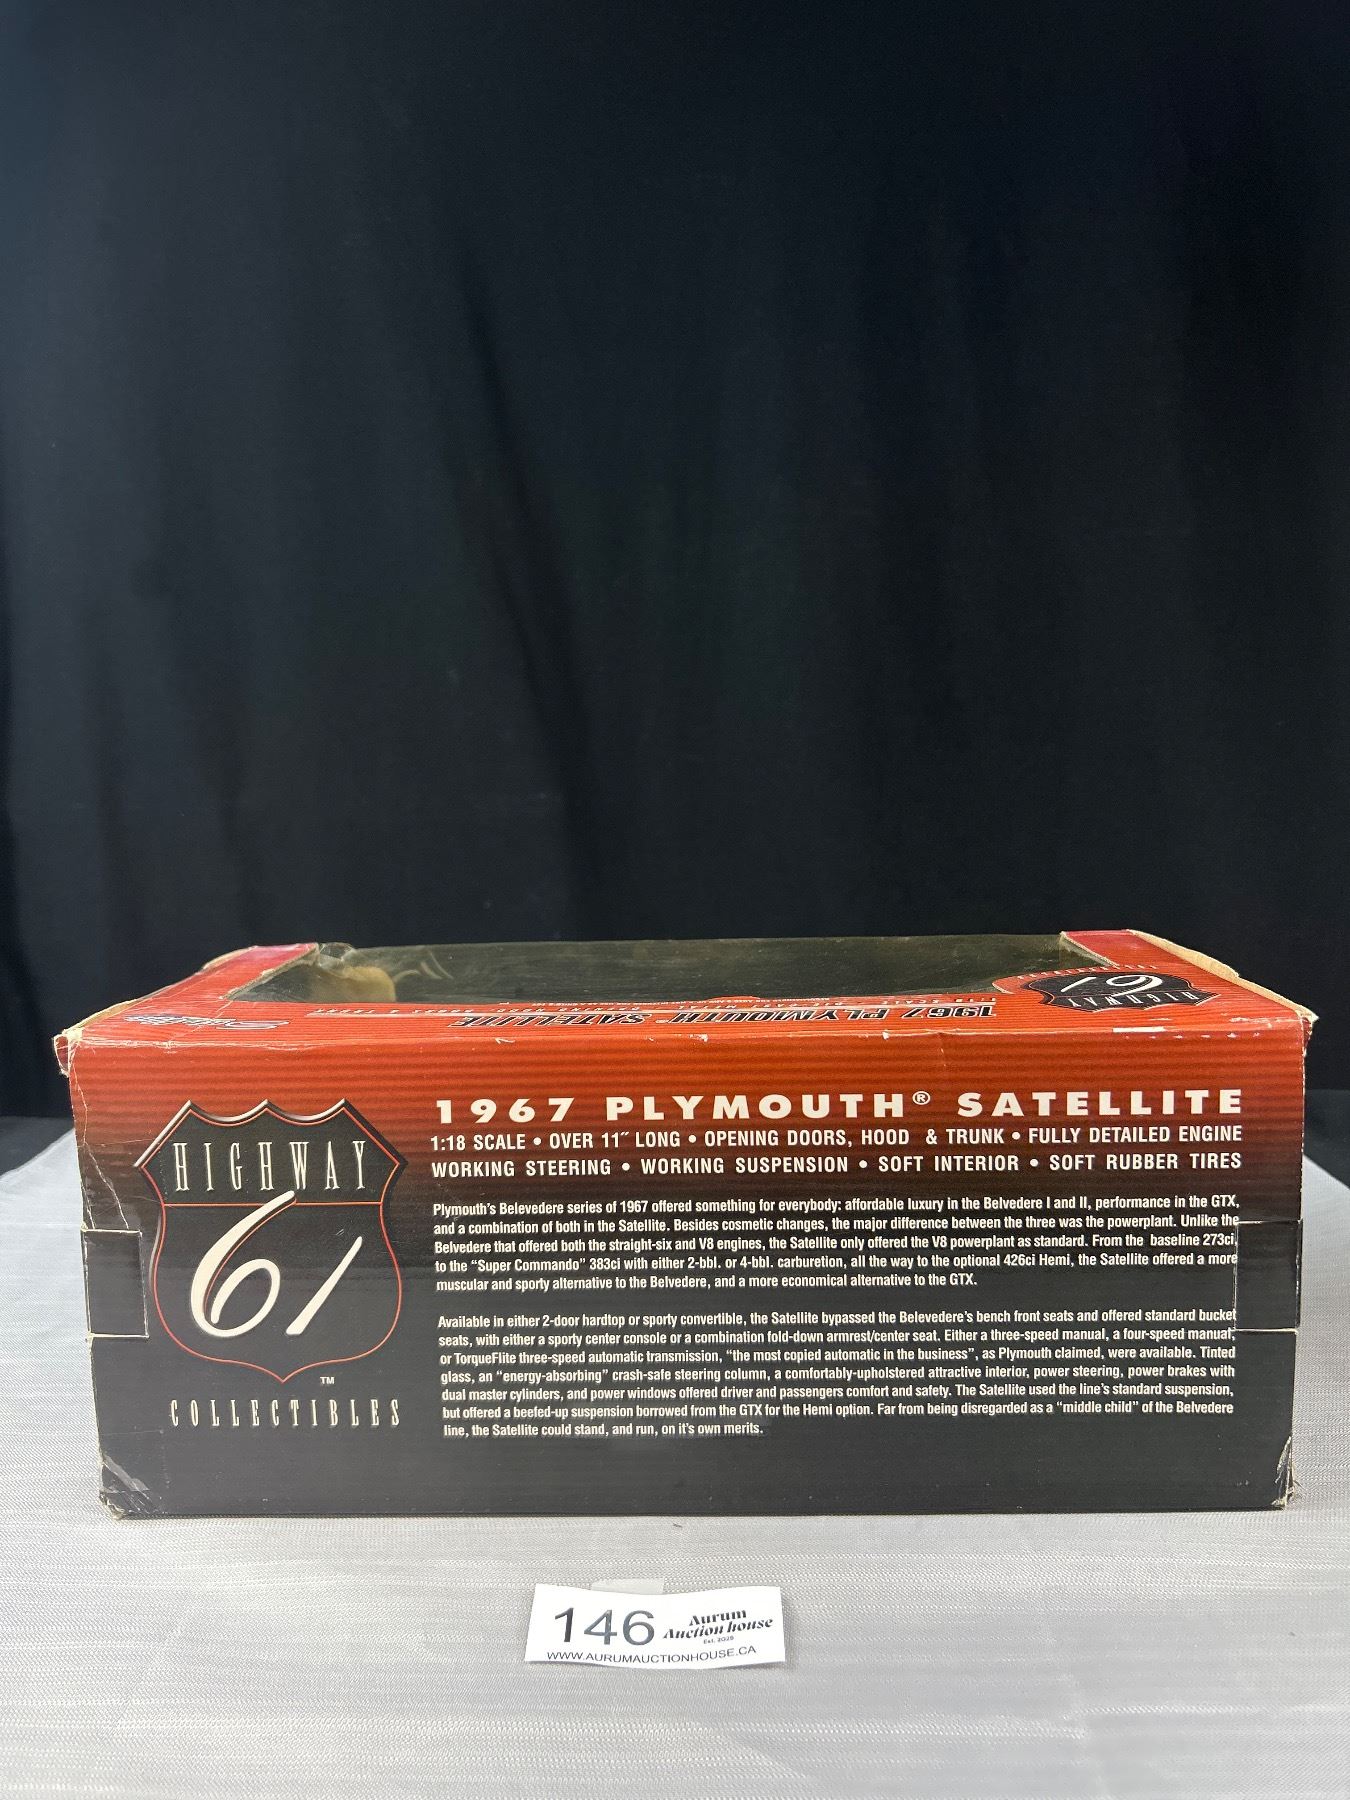 1967 PLYMOUTH® SATELLITE
HIGHWAY
61
HIGHWAY
61
™
COLLECTIBLES
1967 PLYMOUTH® SATELLITE
1:18 SCALE • OVER 11˝ LONG • OPENING DOORS, HOOD & TRUNK • FULLY DETAILED ENGINE
WORKING STEERING • WORKING SUSPENSION • SOFT INTERIOR • SOFT RUBBER TIRES
Plymouth's Belevedere series of 1967 offered something for everybody: affordable luxury in the Belvedere I and II, performance in the GTX,
and a combination of both in the Satellite. Besides cosmetic changes, the major difference between the three was the powerplant. Unlike the
Belvedere that offered both the straight-six and V8 engines, the Satellite only offered the V8 powerplant as standard. From the baseline 273ci,
to the "Super Commando" 383ci with either 2-bbl. or 4-bbl. carburetion, all the way to the optional 426ci Hemi, the Satellite offered a more
muscular and sporty alternative to the Belvedere, and a more economical alternative to the GTX.
Available in either 2-door hardtop or sporty convertible, the Satellite bypassed the Belevedere's bench front seats and offered standard bucket
seats, with either a sporty center console or a combination fold-down armrest/center seat. Either a three-speed manual, a four-speed manual,
or TorqueFlite three-speed automatic transmission, "the most copied automatic in the business", as Plymouth claimed, were available. Tinted
glass, an "energy-absorbing" crash-safe steering column, a comfortably-upholstered attractive interior, power steering, power brakes with
dual master cylinders, and power windows offered driver and passengers comfort and safety. The Satellite used the line's standard suspension,
but offered a beefed-up suspension borrowed from the GTX for the Hemi option. Far from being disregarded as a "middle child" of the Belvedere
line, the Satellite could stand, and run, on it's own merits.
146 Aurum
Auction house
Est. 2025
WWW.AURUMAUCTIONHOUSE.CA